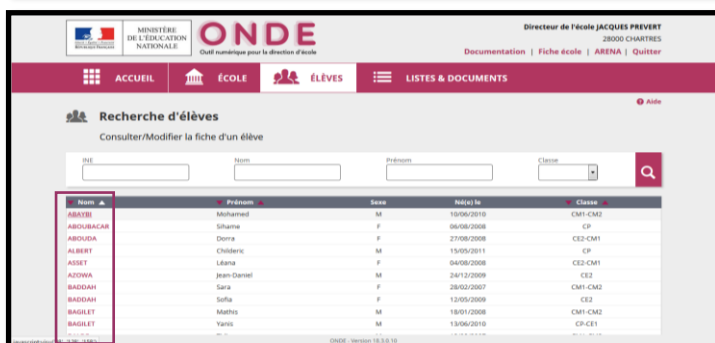 MINISTÈRE
DE L'ÉDUCATION
NATIONALE
ONDE
Outil numérique pour la direction d'école
Directeur de l'école JACQUES PREVERT
28000 CHARTRES
Documentation | Fiche école | ARENA | Quitter
ACCUEIL ÉCOLE ÉLÈVES LISTES & DOCUMENTS
Aide
Recherche d'élèves
Consulter/Modifier la fiche d'un élève
INE Nom Prénom Classe
Nom Prénom Sexe Né(e) le Classe
ABAYBI Mohamed M 10/06/2010 CM1-CM2
ABOUBACAR Sihame F 06/08/2008 CP
ABOUDA Dorra F 27/08/2008 CE2-CM1
ALBERT Childeric M 15/05/2011 CP
ASSET Léana F 04/08/2008 CE2-CM1
AZOWA Jean-Daniel M 24/12/2009 CE2
BADDAH Sara F 28/02/2007 CM1-CM2
BADDAH Sofia F 12/05/2009 CE2
BAGILET Mathis M 18/01/2008 CM1-CM2
BAGILET Yanis M 13/06/2010 CP-CE1